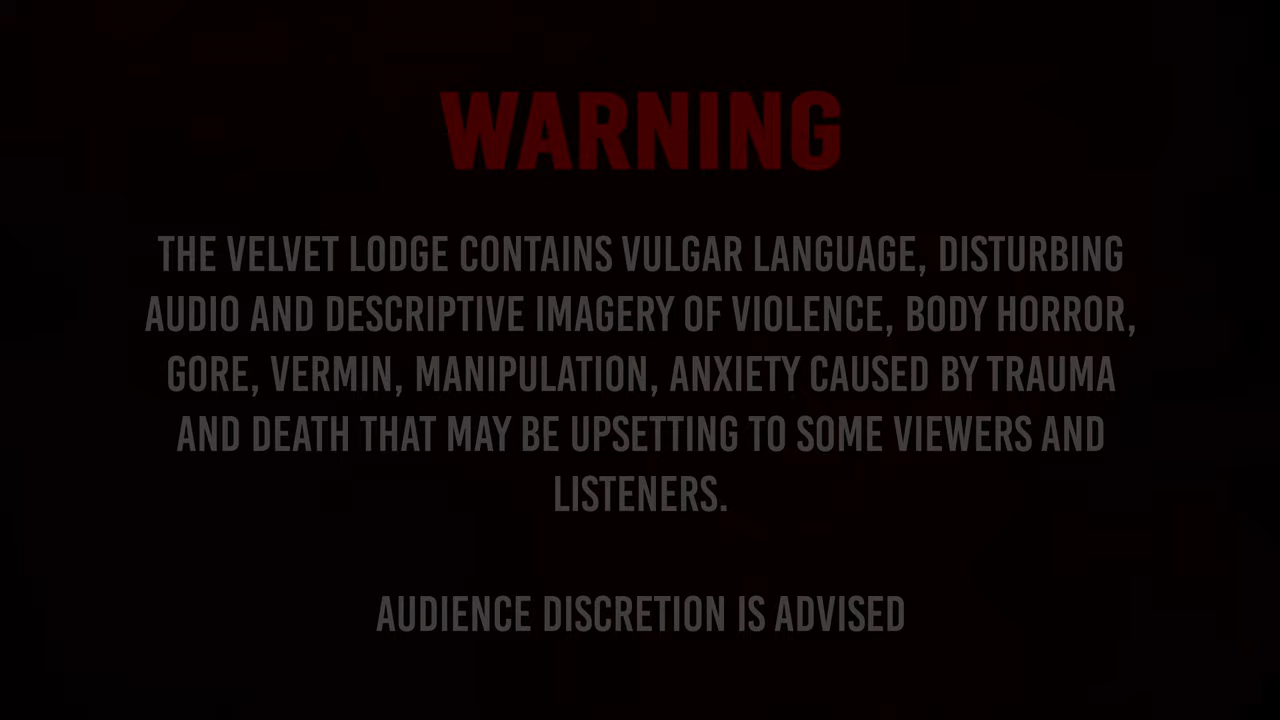 WARNING
THE VELVET LODGE CONTAINS VULGAR LANGUAGE, DISTURBING
AUDIO AND DESCRIPTIVE IMAGERY OF VIOLENCE, BODY HORROR,
GORE, VERMIN, MANIPULATION, ANXIETY CAUSED BY TRAUMA
AND DEATH THAT MAY BE UPSETTING TO SOME VIEWERS AND
LISTENERS.
AUDIENCE DISCRETION IS ADVISED